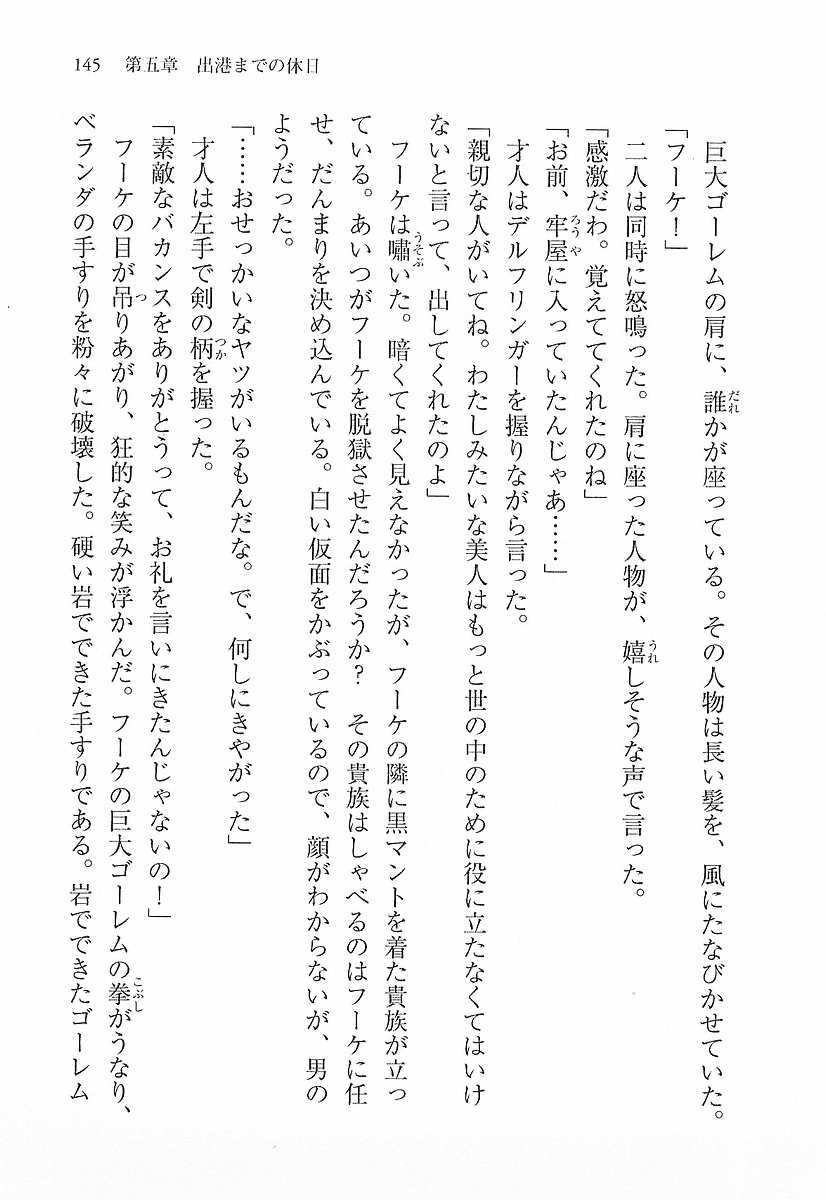 145　第五章　出港までの休日
　巨大ゴーレムの肩に、誰かが座っている。その人物は長い髪を、風にたなびかせていた。
「フーケ！」
　二人は同時に怒鳴った。肩に座った人物が、嬉しそうな声で言った。
「感激だわ。覚えててくれたのね」
「お前、牢屋に入っていたんじゃあ……」
　才人はデルフリンガーを握りながら言った。
「親切な人がいてね。わたしみたいな美人はもっと世の中のために役に立たなくてはいけ
ないと言って、出してくれたのよ」
　フーケは嘯いた。暗くてよく見えなかったが、フーケの隣に黒マントを着た貴族が立っ
ている。あいつがフーケを脱獄させたんだろうか？　その貴族はしゃべるのはフーケに任
せ、だんまりを決め込んでいる。白い仮面をかぶっているので、顔がわからないが、男の
ようだった。
「……おせっかいなヤツがいるもんだな。で、何しにきやがった」
　才人は左手で剣の柄を握った。
「素敵なバカンスをありがとうって、お礼を言いにきたんじゃないの！」
　フーケの目が吊りあがり、狂的な笑みが浮かんだ。フーケの巨大ゴーレムの拳がうなり、
ベランダの手すりを粉々に破壊した。硬い岩でできた手すりである。岩でできたゴーレム